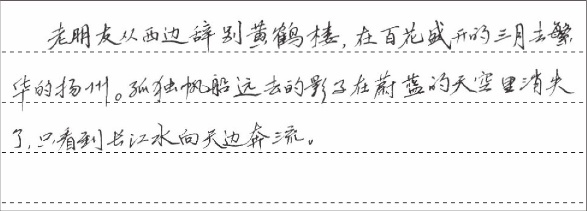 老朋友从西边辞别黄鹤楼，在百花盛开的三月去繁
华的扬州。孤独帆船远去的影子在蔚蓝的天空里消失
了，只看到长江水向天边奔流。